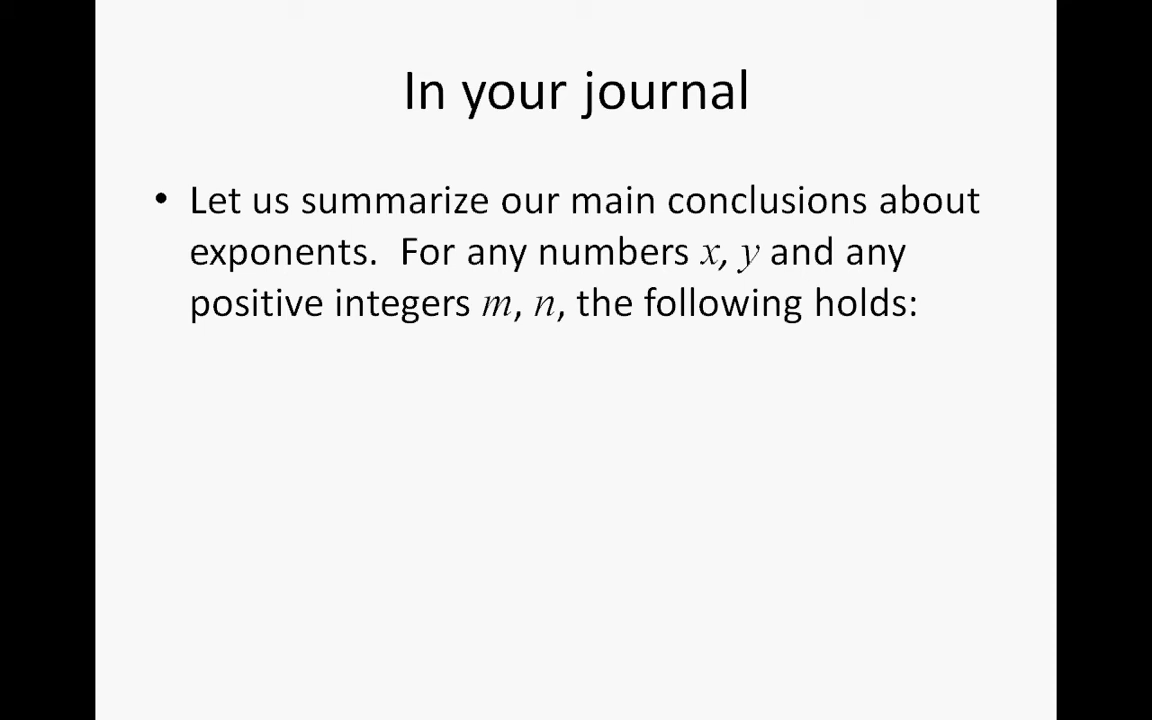 In your journal
• Let us summarize our main conclusions about
exponents.  For any numbers x, y and any
positive integers m, n, the following holds: